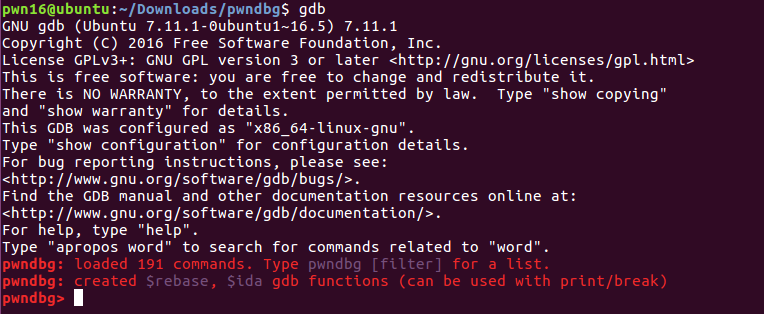 pwn16@ubuntu:~/Downloads/pwndbg$ gdb
GNU gdb (Ubuntu 7.11.1-0ubuntu1~16.5) 7.11.1
Copyright (C) 2016 Free Software Foundation, Inc.
License GPLv3+: GNU GPL version 3 or later <http://gnu.org/licenses/gpl.html>
This is free software: you are free to change and redistribute it.
There is NO WARRANTY, to the extent permitted by law.  Type "show copying"
and "show warranty" for details.
This GDB was configured as "x86_64-linux-gnu".
Type "show configuration" for configuration details.
For bug reporting instructions, please see:
<http://www.gnu.org/software/gdb/bugs/>.
Find the GDB manual and other documentation resources online at:
<http://www.gnu.org/software/gdb/documentation/>.
For help, type "help".
Type "apropos word" to search for commands related to "word".
pwndbg: loaded 191 commands. Type pwndbg [filter] for a list.
pwndbg: created $rebase, $ida gdb functions (can be used with print/break)
pwndbg>